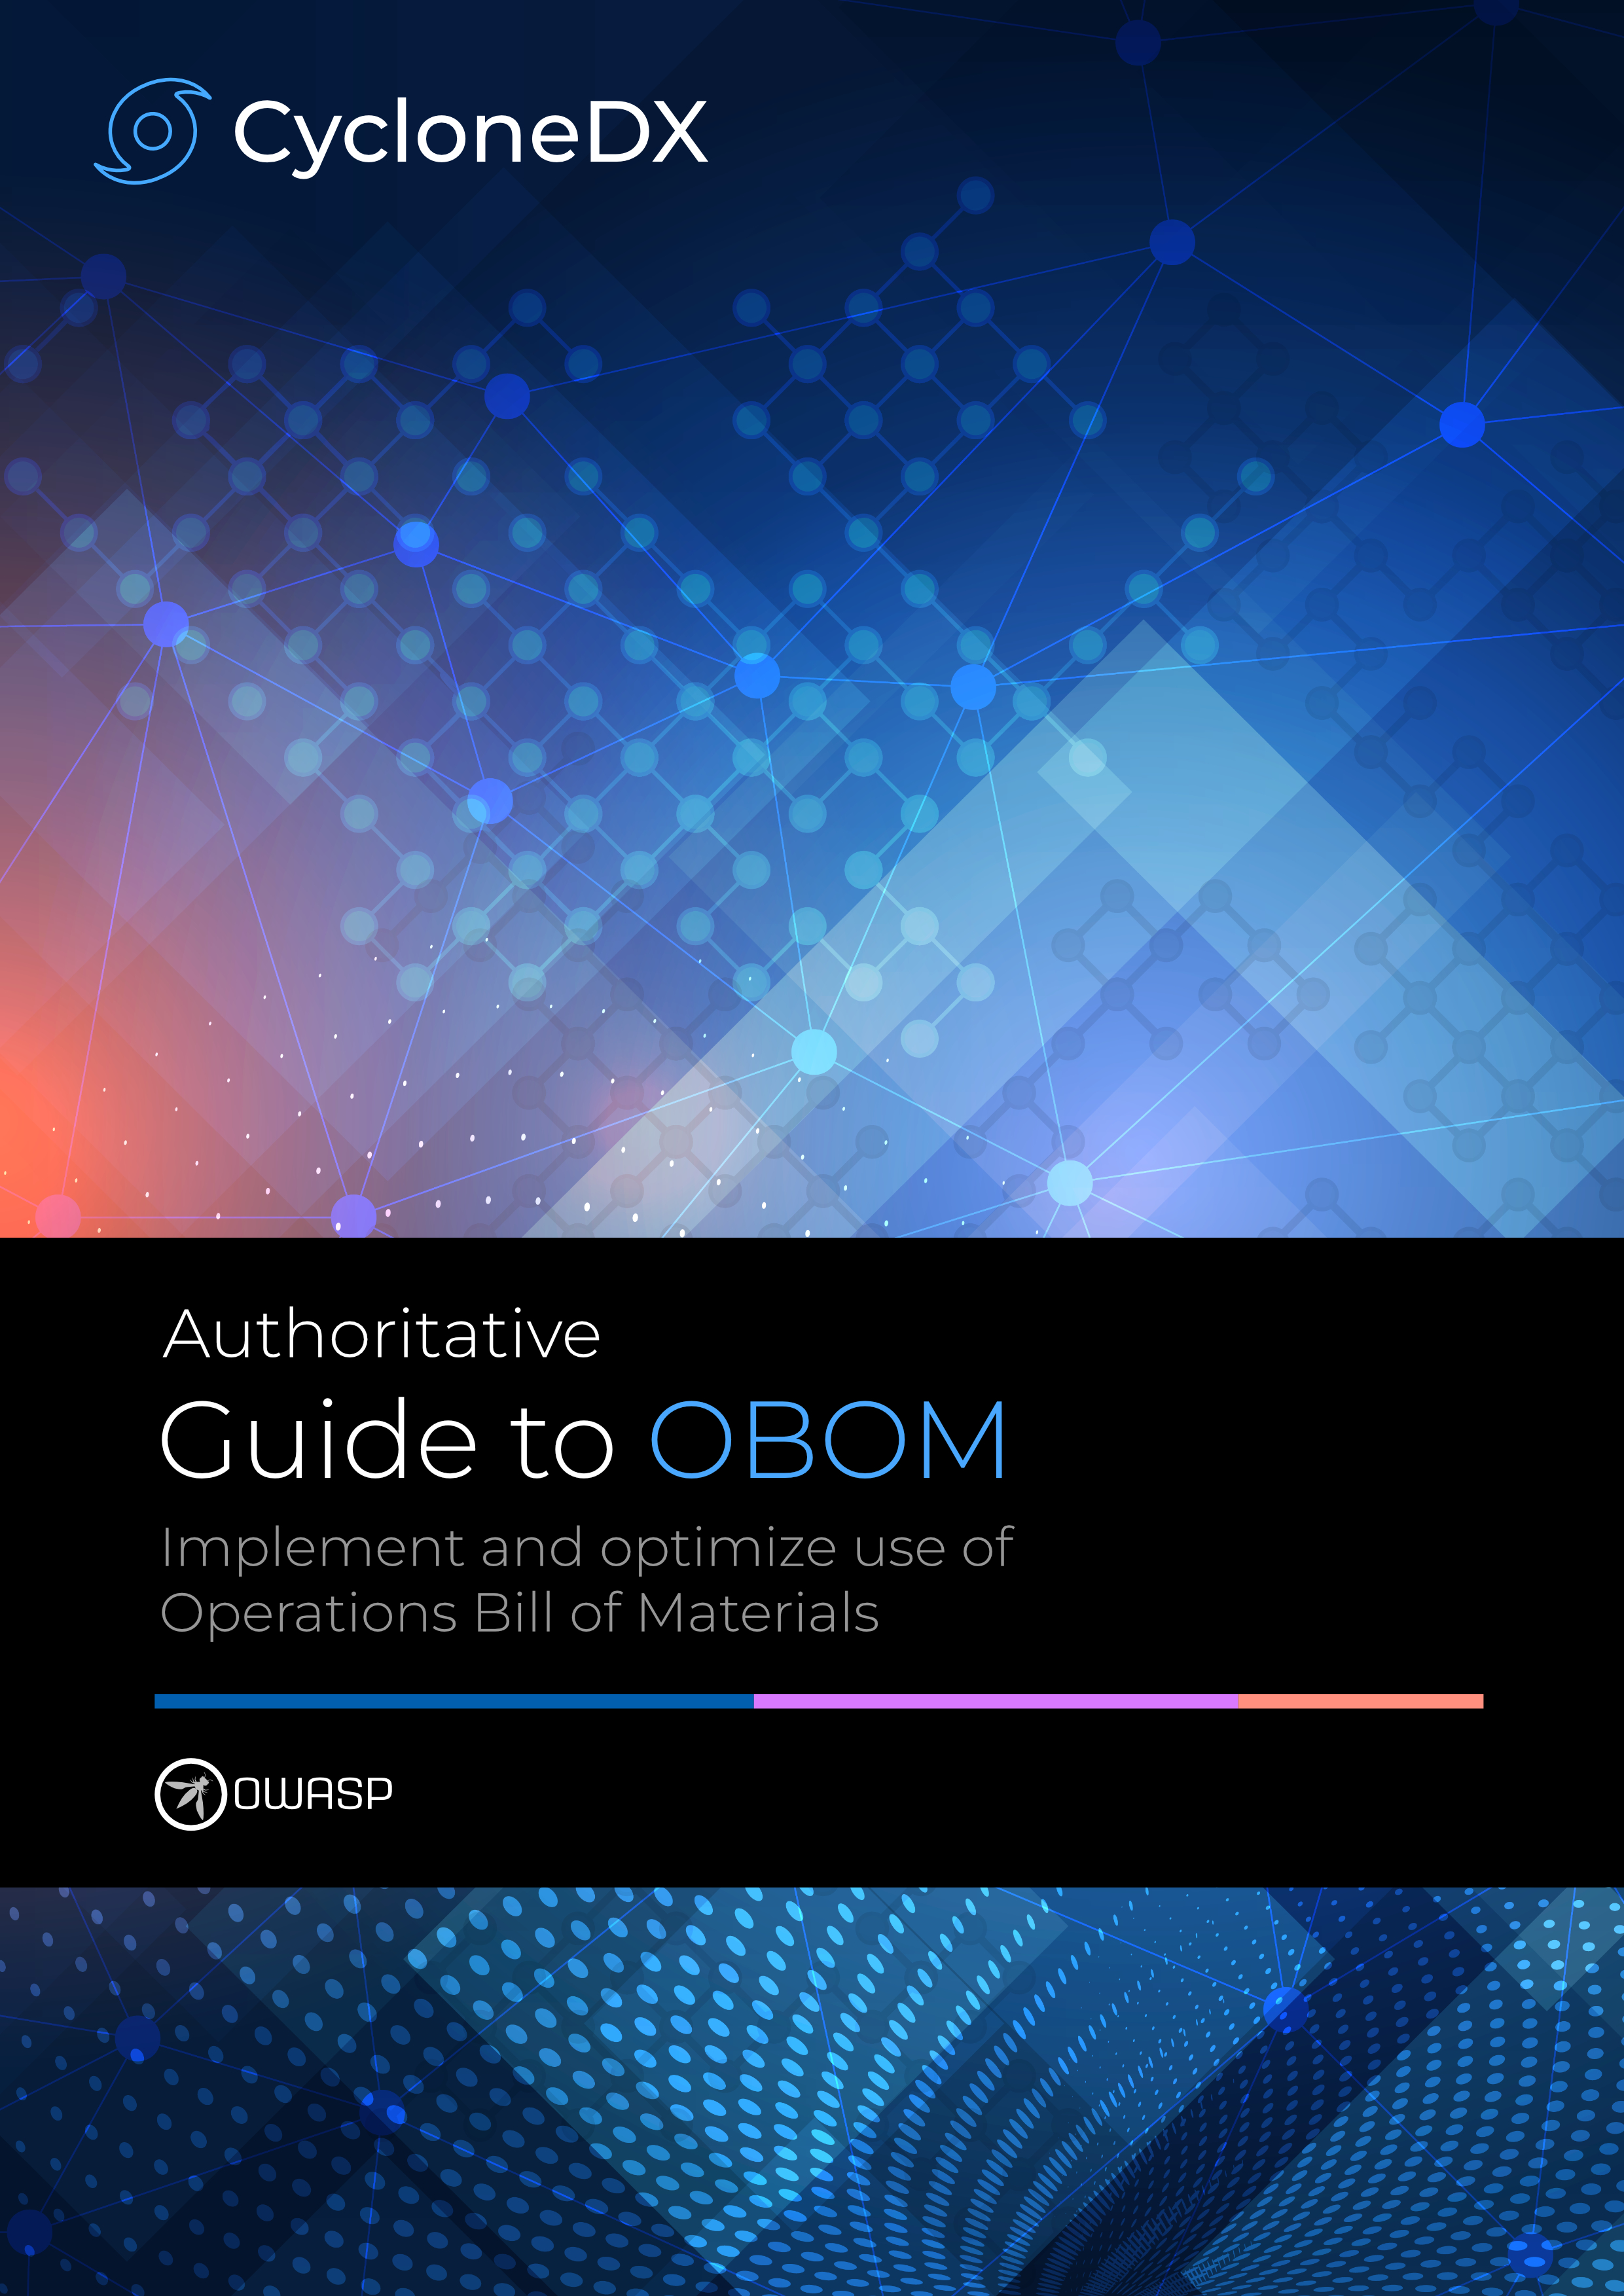 CycloneDX
Authoritative
Guide to OBOM
Implement and optimize use of
Operations Bill of Materials
OWASP